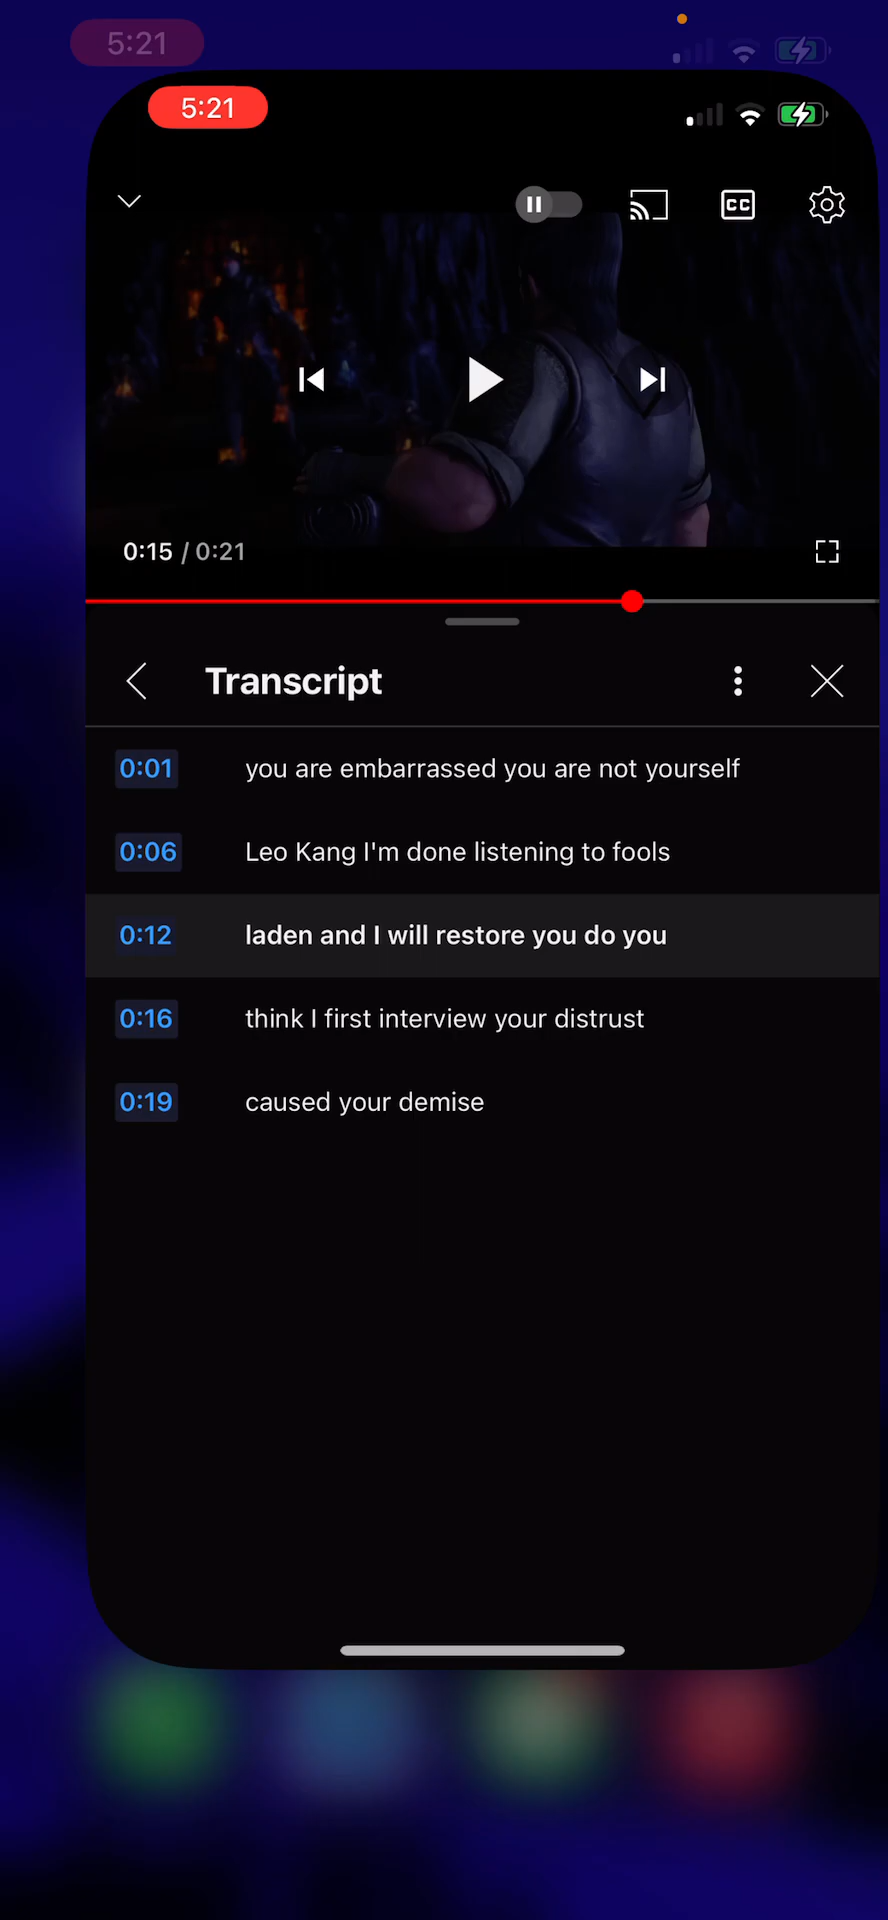 5:21
5:21
CC
0:15 / 0:21
Transcript
0:01 you are embarrassed you are not yourself
0:06 Leo Kang I'm done listening to fools
0:12 laden and I will restore you do you
0:16 think I first interview your distrust
0:19 caused your demise